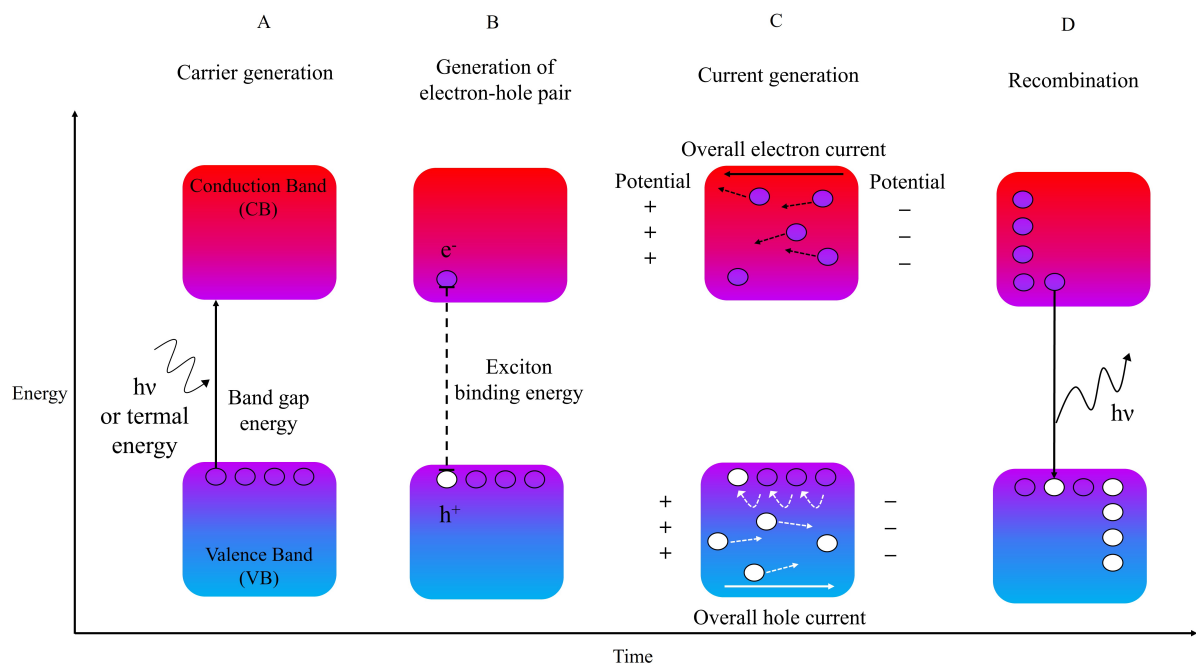 A
B
C
D
Carrier generation
Generation of
electron-hole pair
Current generation
Recombination
Overall electron current
Conduction Band
(CB)
Potential
Potential
+
+
+
−
−
−
e-
Energy
hν
or termal
energy
Band gap
energy
Exciton
binding energy
hν
h+
+
+
+
−
−
−
Valence Band
(VB)
Overall hole current
Time